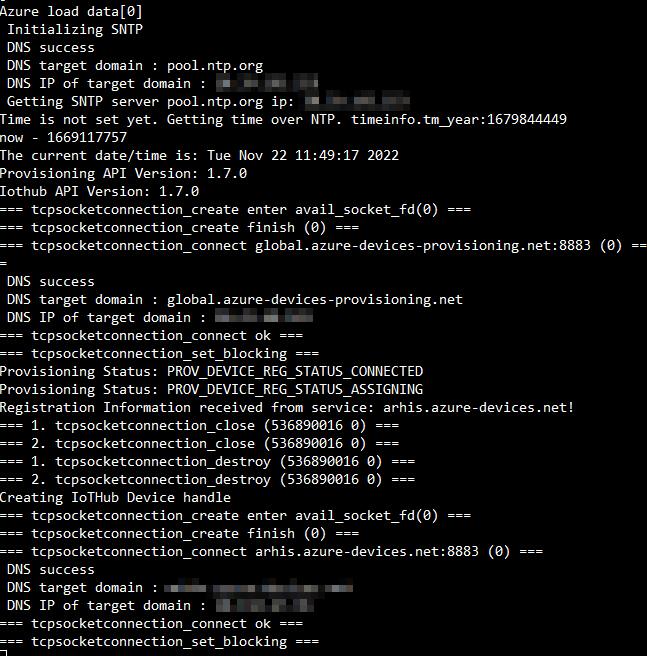 Azure load data[0]
Initializing SNTP
DNS success
DNS target domain : pool.ntp.org
DNS IP of target domain :
Getting SNTP server pool.ntp.org ip:
Time is not set yet. Getting time over NTP. timeinfo.tm_year:1679844449
now - 1669117757
The current date/time is: Tue Nov 22 11:49:17 2022
Provisioning API Version: 1.7.0
Iothub API Version: 1.7.0
=== tcpsocketconnection_create enter avail_socket_fd(0) ===
=== tcpsocketconnection_create finish (0) ===
=== tcpsocketconnection_connect global.azure-devices-provisioning.net:8883 (0) ==
=
DNS success
DNS target domain : global.azure-devices-provisioning.net
DNS IP of target domain :
=== tcpsocketconnection_connect ok ===
=== tcpsocketconnection_set_blocking ===
Provisioning Status: PROV_DEVICE_REG_STATUS_CONNECTED
Provisioning Status: PROV_DEVICE_REG_STATUS_ASSIGNING
Registration Information received from service: arhis.azure-devices.net!
=== 1. tcpsocketconnection_close (536890016 0) ===
=== 2. tcpsocketconnection_close (536890016 0) ===
=== 1. tcpsocketconnection_destroy (536890016 0) ===
=== 2. tcpsocketconnection_destroy (536890016 0) ===
Creating IoTHub Device handle
=== tcpsocketconnection_create enter avail_socket_fd(0) ===
=== tcpsocketconnection_create finish (0) ===
=== tcpsocketconnection_connect arhis.azure-devices.net:8883 (0) ===
DNS success
DNS target domain :
DNS IP of target domain :
=== tcpsocketconnection_connect ok ===
=== tcpsocketconnection_set_blocking ===